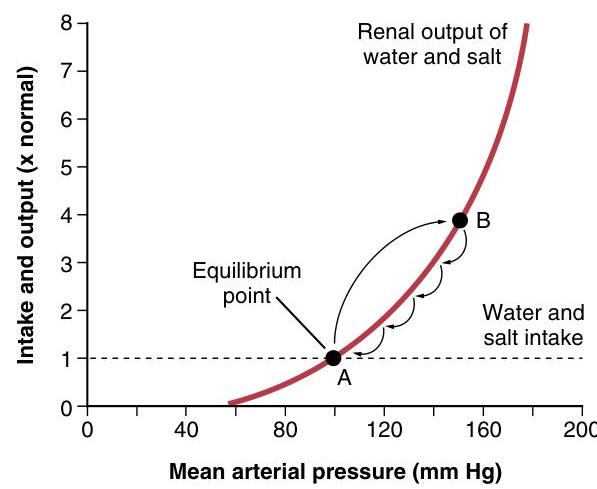 Renal output of
water and salt
Intake and output (x normal)
8
7
6
5
4
3
2
1
0
B
Equilibrium
point
Water and
salt intake
A
0
40
80
120
160
200
Mean arterial pressure (mm Hg)